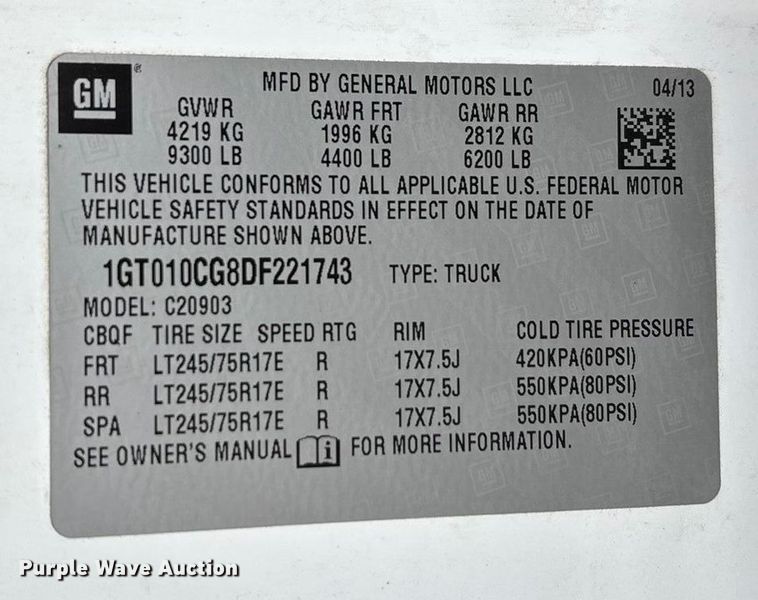 GM
MFD BY GENERAL MOTORS LLC 04/13
GVWR GAWR FRT GAWR RR
4219 KG 1996 KG 2812 KG
9300 LB 4400 LB 6200 LB
THIS VEHICLE CONFORMS TO ALL APPLICABLE U.S. FEDERAL MOTOR
VEHICLE SAFETY STANDARDS IN EFFECT ON THE DATE OF
MANUFACTURE SHOWN ABOVE.
1GT010CG8DF221743 TYPE: TRUCK
MODEL: C20903
CBQF TIRE SIZE SPEED RTG RIM COLD TIRE PRESSURE
FRT LT245/75R17E R 17X7.5J 420KPA(60PSI)
RR LT245/75R17E R 17X7.5J 550KPA(80PSI)
SPA LT245/75R17E R 17X7.5J 550KPA(80PSI)
SEE OWNER'S MANUAL i FOR MORE INFORMATION.
Purple Wave Auction